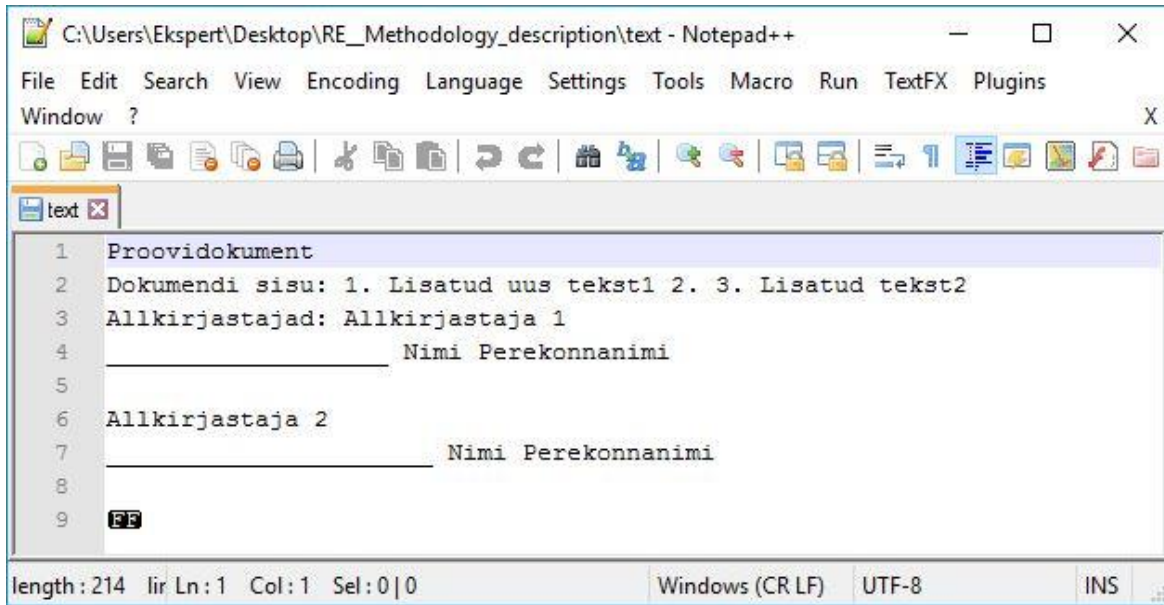 C:\Users\Ekspert\Desktop\RE__Methodology_description\text - Notepad++
File Edit Search View Encoding Language Settings Tools Macro Run TextFX Plugins
Window ? X
text
1 Proovidokument
2 Dokumendi sisu: 1. Lisatud uus tekst1 2. 3. Lisatud tekst2
3 Allkirjastajad: Allkirjastaja 1
4 ___________________ Nimi Perekonnanimi
5
6 Allkirjastaja 2
7 ______________________ Nimi Perekonnanimi
8
9 FF
length : 214 lir Ln : 1 Col : 1 Sel : 0 | 0 Windows (CR LF) UTF-8 INS